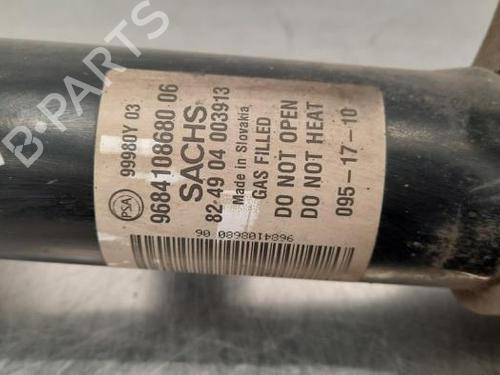 99980Y 03
PSA
9684108680 06
SACHS
82-49 04 003913
Made in Slovakia
GAS FILLED
DO NOT OPEN
DO NOT HEAT
095-17-10
9684108680 06
B-PARTS